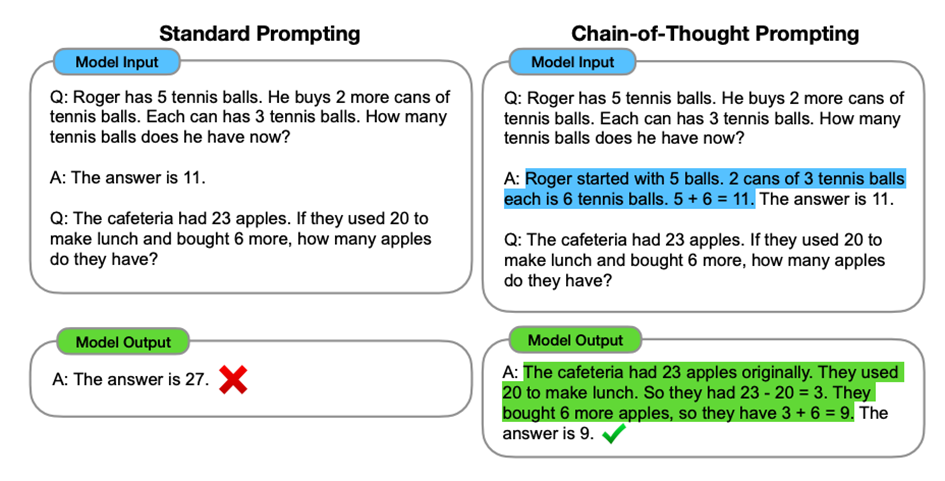 Standard Prompting
Model Input
Q: Roger has 5 tennis balls. He buys 2 more cans of
tennis balls. Each can has 3 tennis balls. How many
tennis balls does he have now?
A: The answer is 11.
Q: The cafeteria had 23 apples. If they used 20 to
make lunch and bought 6 more, how many apples
do they have?
Model Output
A: The answer is 27.
Chain-of-Thought Prompting
Model Input
Q: Roger has 5 tennis balls. He buys 2 more cans of
tennis balls. Each can has 3 tennis balls. How many
tennis balls does he have now?
A: Roger started with 5 balls. 2 cans of 3 tennis balls
each is 6 tennis balls. 5 + 6 = 11. The answer is 11.
Q: The cafeteria had 23 apples. If they used 20 to
make lunch and bought 6 more, how many apples
do they have?
Model Output
A: The cafeteria had 23 apples originally. They used
20 to make lunch. So they had 23 - 20 = 3. They
bought 6 more apples, so they have 3 + 6 = 9. The
answer is 9.